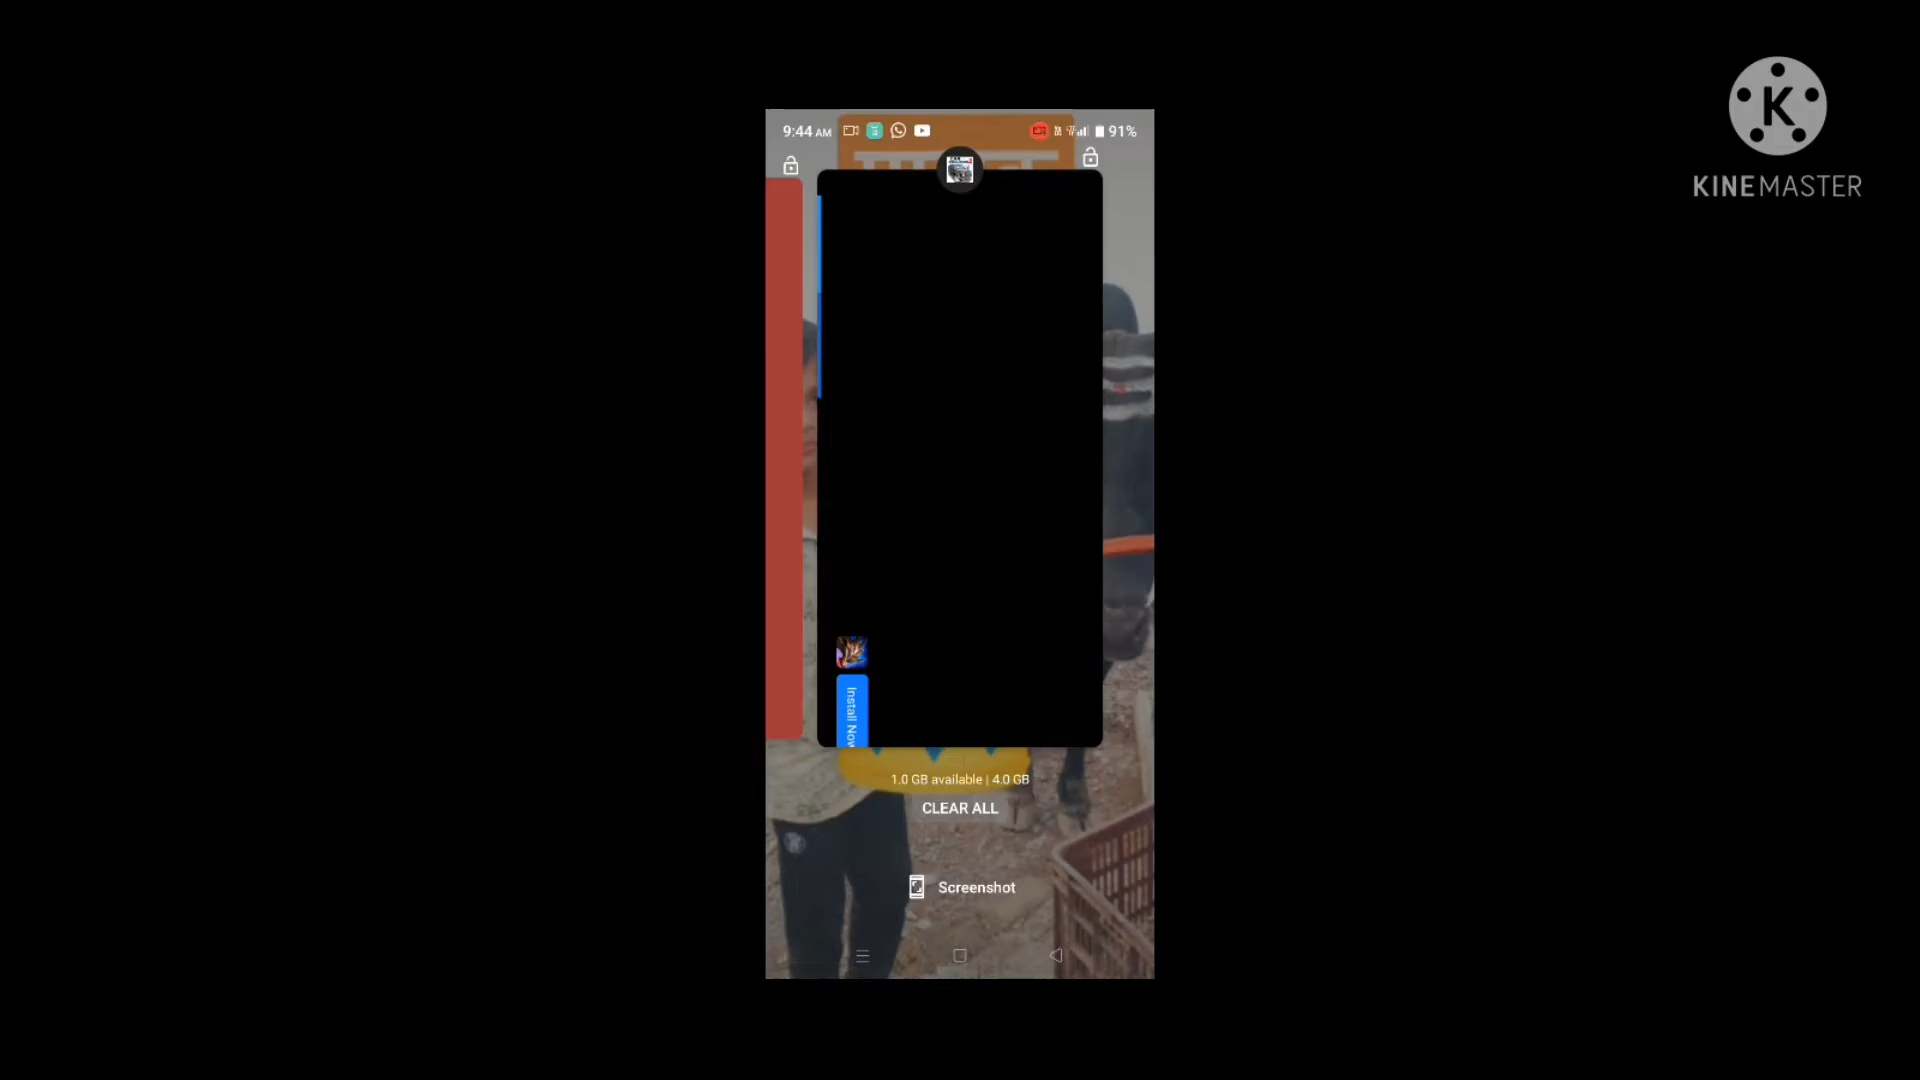 9:44 AM
91%
KINEMASTER
Install Now
1.0 GB available | 4.0 GB
CLEAR ALL
Screenshot